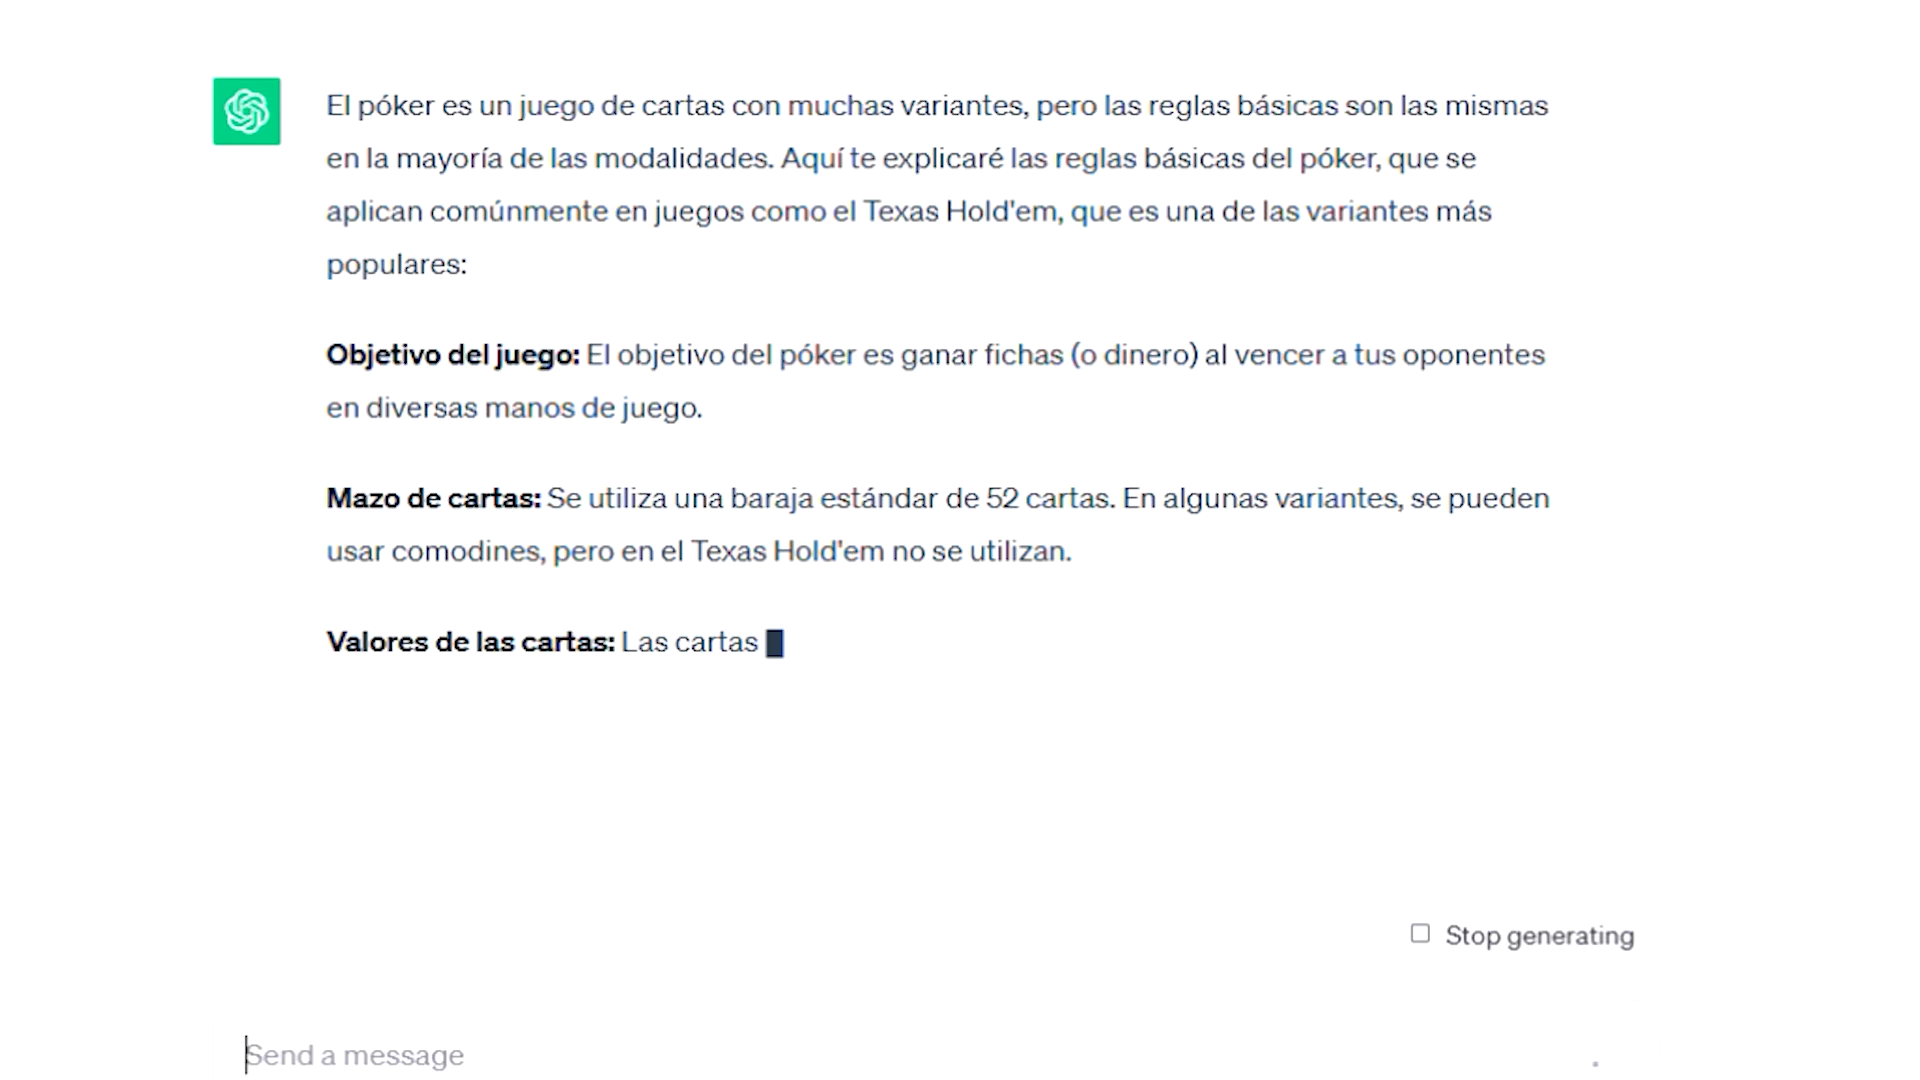 El póker es un juego de cartas con muchas variantes, pero las reglas básicas son las mismas
en la mayoría de las modalidades. Aquí te explicaré las reglas básicas del póker, que se
aplican comúnmente en juegos como el Texas Hold'em, que es una de las variantes más
populares:
Objetivo del juego: El objetivo del póker es ganar fichas (o dinero) al vencer a tus oponentes
en diversas manos de juego.
Mazo de cartas: Se utiliza una baraja estándar de 52 cartas. En algunas variantes, se pueden
usar comodines, pero en el Texas Hold'em no se utilizan.
Valores de las cartas: Las cartas
Stop generating
Send a message